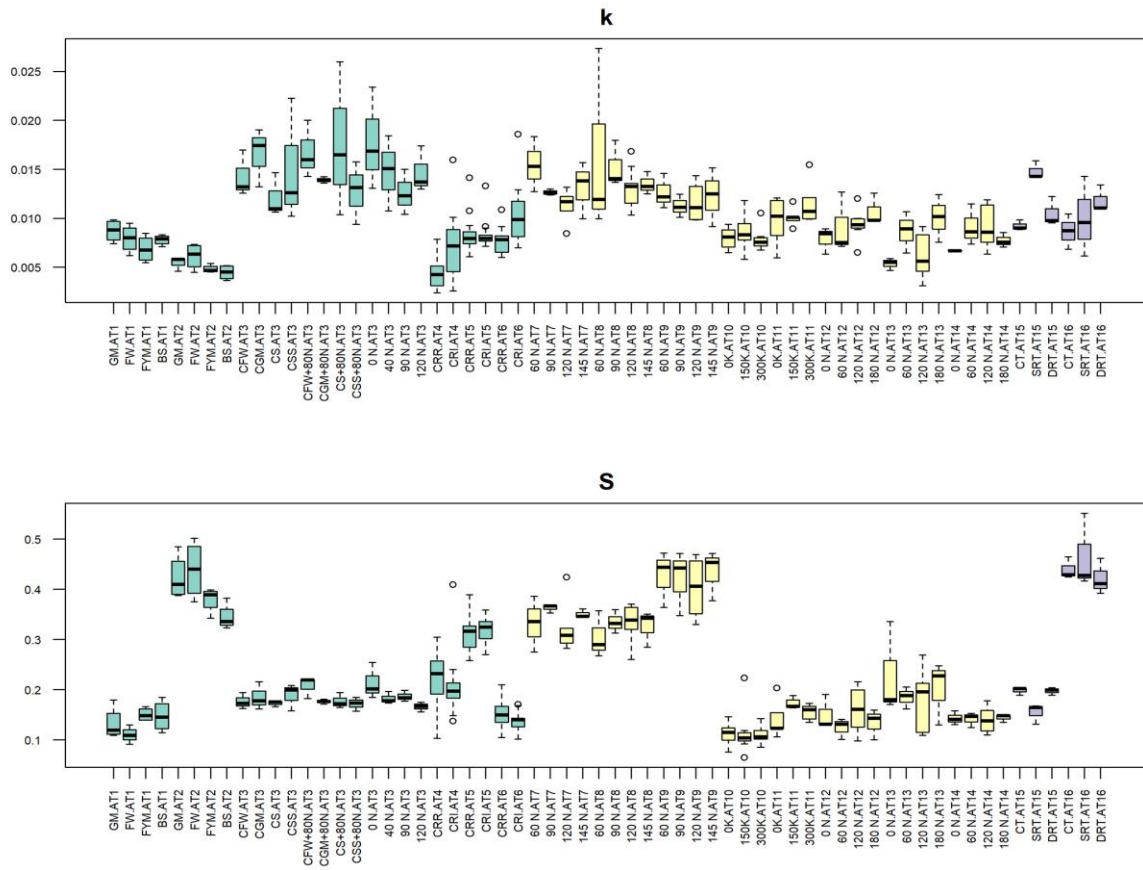 k
0.025
0.020
0.015
0.010
0.005
GM.AT1
FW.AT1
FYM.AT1
BS.AT1
GM.AT2
FW.AT2
FYM.AT2
BS.AT2
CFW.AT3
CGM.AT3
CS.AT3
CSS.AT3
CFW+80N.AT3
CGM+80N.AT3
CS+80N.AT3
CSS+80N.AT3
0 N.AT3
40 N.AT3
90 N.AT3
120 N.AT3
CRR.AT4
CRI.AT4
CRR.AT5
CRI.AT5
CRR.AT6
CRI.AT6
60 N.AT7
90 N.AT7
120 N.AT7
145 N.AT7
60 N.AT8
90 N.AT8
120 N.AT8
145 N.AT8
60 N.AT9
90 N.AT9
120 N.AT9
145 N.AT9
0K.AT10
150K.AT10
300K.AT10
0K.AT11
150K.AT11
300K.AT11
0 N.AT12
60 N.AT12
120 N.AT12
180 N.AT12
0 N.AT13
60 N.AT13
120 N.AT13
180 N.AT13
0 N.AT14
60 N.AT14
120 N.AT14
180 N.AT14
CT.AT15
SRT.AT15
DRT.AT15
CT.AT16
SRT.AT16
DRT.AT16
S
0.5
0.4
0.3
0.2
0.1
GM.AT1
FW.AT1
FYM.AT1
BS.AT1
GM.AT2
FW.AT2
FYM.AT2
BS.AT2
CFW.AT3
CGM.AT3
CS.AT3
CSS.AT3
CFW+80N.AT3
CGM+80N.AT3
CS+80N.AT3
CSS+80N.AT3
0 N.AT3
40 N.AT3
90 N.AT3
120 N.AT3
CRR.AT4
CRI.AT4
CRR.AT5
CRI.AT5
CRR.AT6
CRI.AT6
60 N.AT7
90 N.AT7
120 N.AT7
145 N.AT7
60 N.AT8
90 N.AT8
120 N.AT8
145 N.AT8
60 N.AT9
90 N.AT9
120 N.AT9
145 N.AT9
0K.AT10
150K.AT10
300K.AT10
0K.AT11
150K.AT11
300K.AT11
0 N.AT12
60 N.AT12
120 N.AT12
180 N.AT12
0 N.AT13
60 N.AT13
120 N.AT13
180 N.AT13
0 N.AT14
60 N.AT14
120 N.AT14
180 N.AT14
CT.AT15
SRT.AT15
DRT.AT15
CT.AT16
SRT.AT16
DRT.AT16